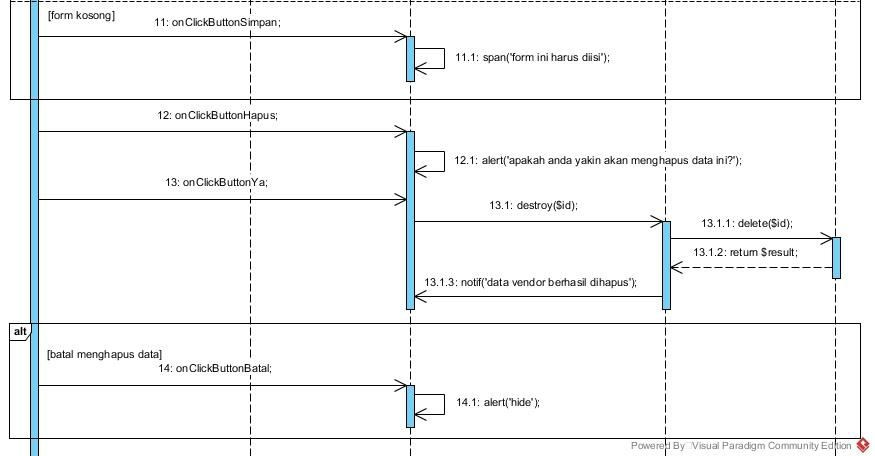 [form kosong]
11: onClickButtonSimpan;
11.1: span('form ini harus diisi');
12: onClickButtonHapus;
12.1: alert('apakah anda yakin akan menghapus data ini?');
13: onClickButtonYa;
13.1: destroy($id);
13.1.1: delete($id);
13.1.2: return $result;
13.1.3: notif('data vendor berhasil dihapus');
alt
[batal menghapus data]
14: onClickButtonBatal;
14.1: alert('hide');
Powered By Visual Paradigm Community Edition